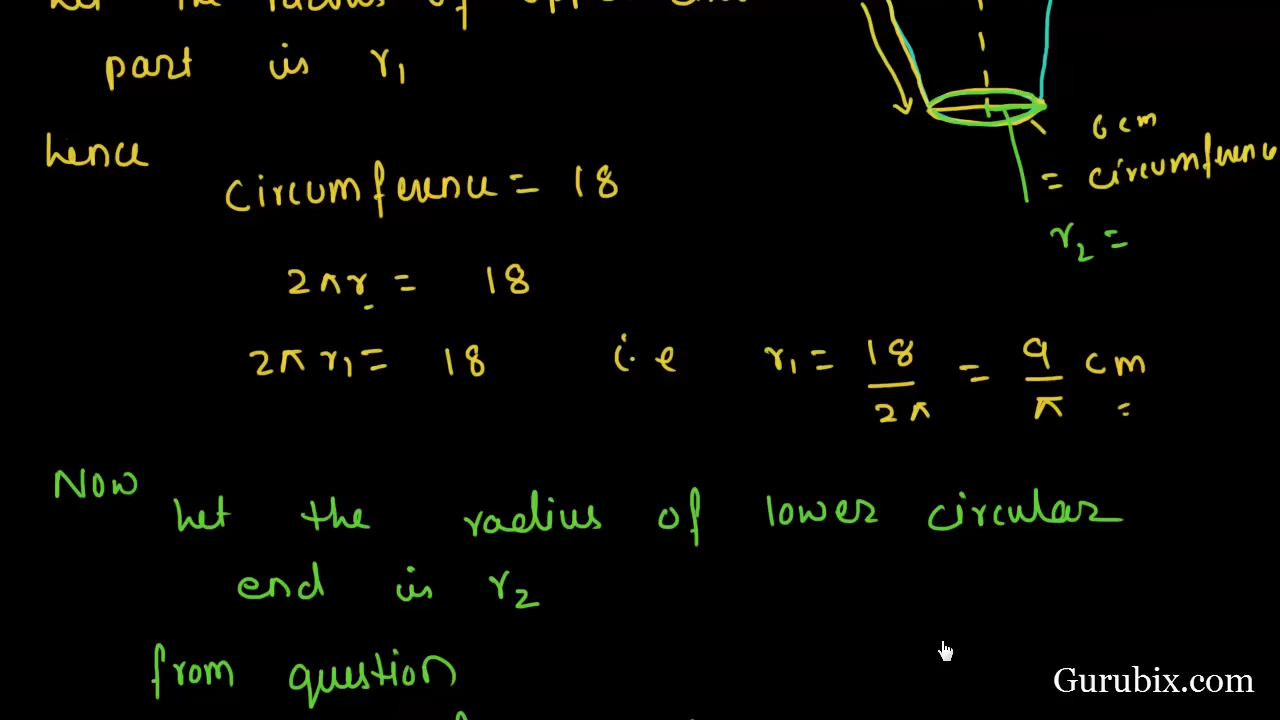 part is r₁
6 cm
hence
circumference = 18
= circumference
r₂ =
2πr = 18
2πr₁ = 18 i.e r₁ = 18/2π = 9/π cm
Now
let the radius of lower circular
end is r₂
from question
Gurubix.com